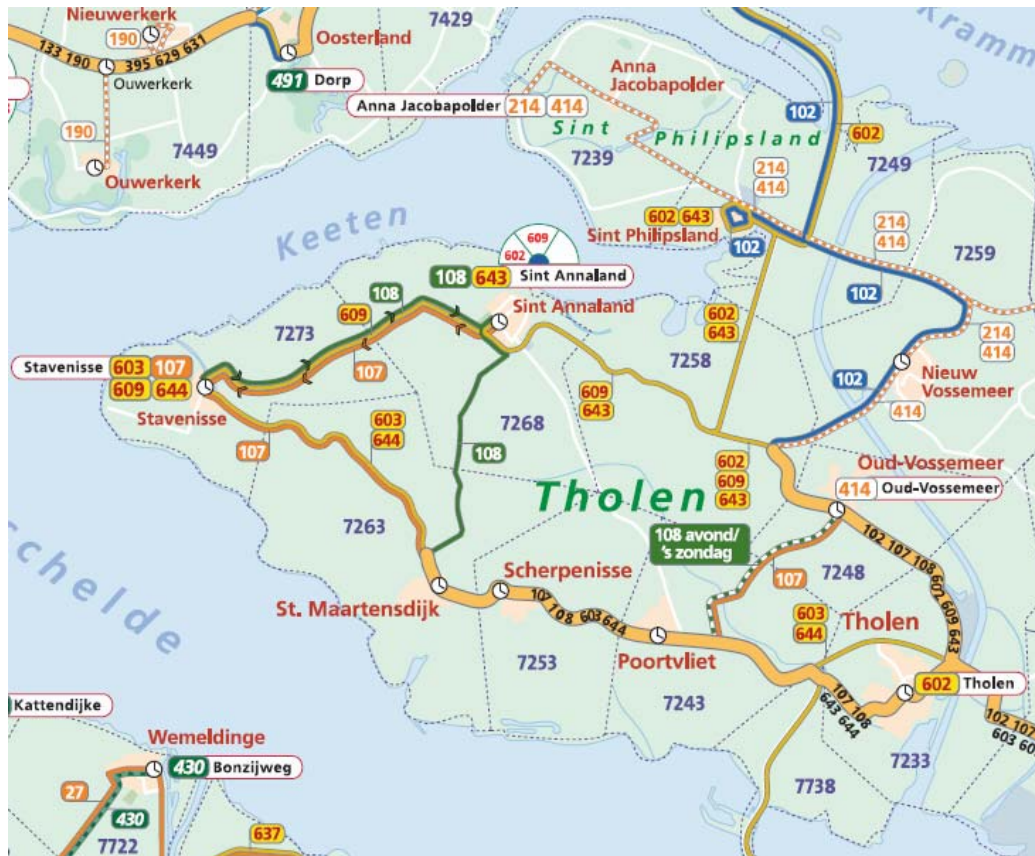 Nieuwerkerk
190
133 190
395 629 631
Ouwerkerk
190
Ouwerkerk
7449
Oosterland
491 Dorp
7429
Anna Jacobapolder 214 414
Anna
Jacobapolder
Sint
Philipsland
7239
102
602
7249
214
414
602 643
Sint Philipsland
102
214
414
7259
102
Keeten
609
602
108 643 Sint Annaland
Sint Annaland
108
609
7273
107
Stavenisse 603 107
609 644
Stavenisse
107
603
644
7263
108
7268
609
643
602
643
7258
214
414
Nieuw
Vossemeer
102
414
602
609
643
Oud-Vossemeer
414 Oud-Vossemeer
Tholen
108 avond/
's zondag
107
7248
102 107 108
602 609 643
603
644
Tholen
602 Tholen
Scherpenisse
St. Maartensdijk
107
108
603 644
Poortvliet
7253
7243
107 108
643 644
102 107
603 60
7233
7738
schelde
Kattendijke
Wemeldinge
430 Bonzijweg
27
430
7722
637
Kramm